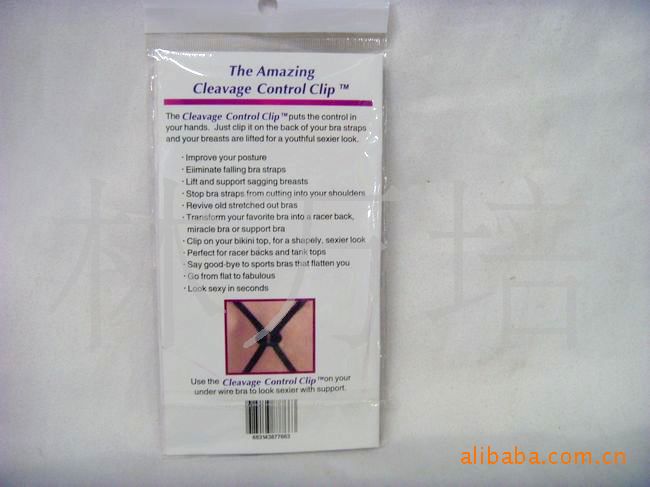 The Amazing
Cleavage Control Clip ™
The Cleavage Control Clip™ puts the control in
your hands. Just clip it on the back of your bra straps
and your breasts are lifted for a youthful sexier look.
· Improve your posture
· Eliminate falling bra straps
· Lift and support sagging breasts
· Stop bra straps from cutting into your shoulders
· Revive old stretched out bras
· Transform your favorite bra into a racer back,
miracle bra or support bra
· Clip on your bikini top, for a shapely, sexier look
· Perfect for racer backs and tank tops
· Say good-bye to sports bras that flatten you
· Go from flat to fabulous
· Look sexy in seconds
Use the Cleavage Control Clip™ on your
under wire bra to look sexier with support.
alibaba.com.cn